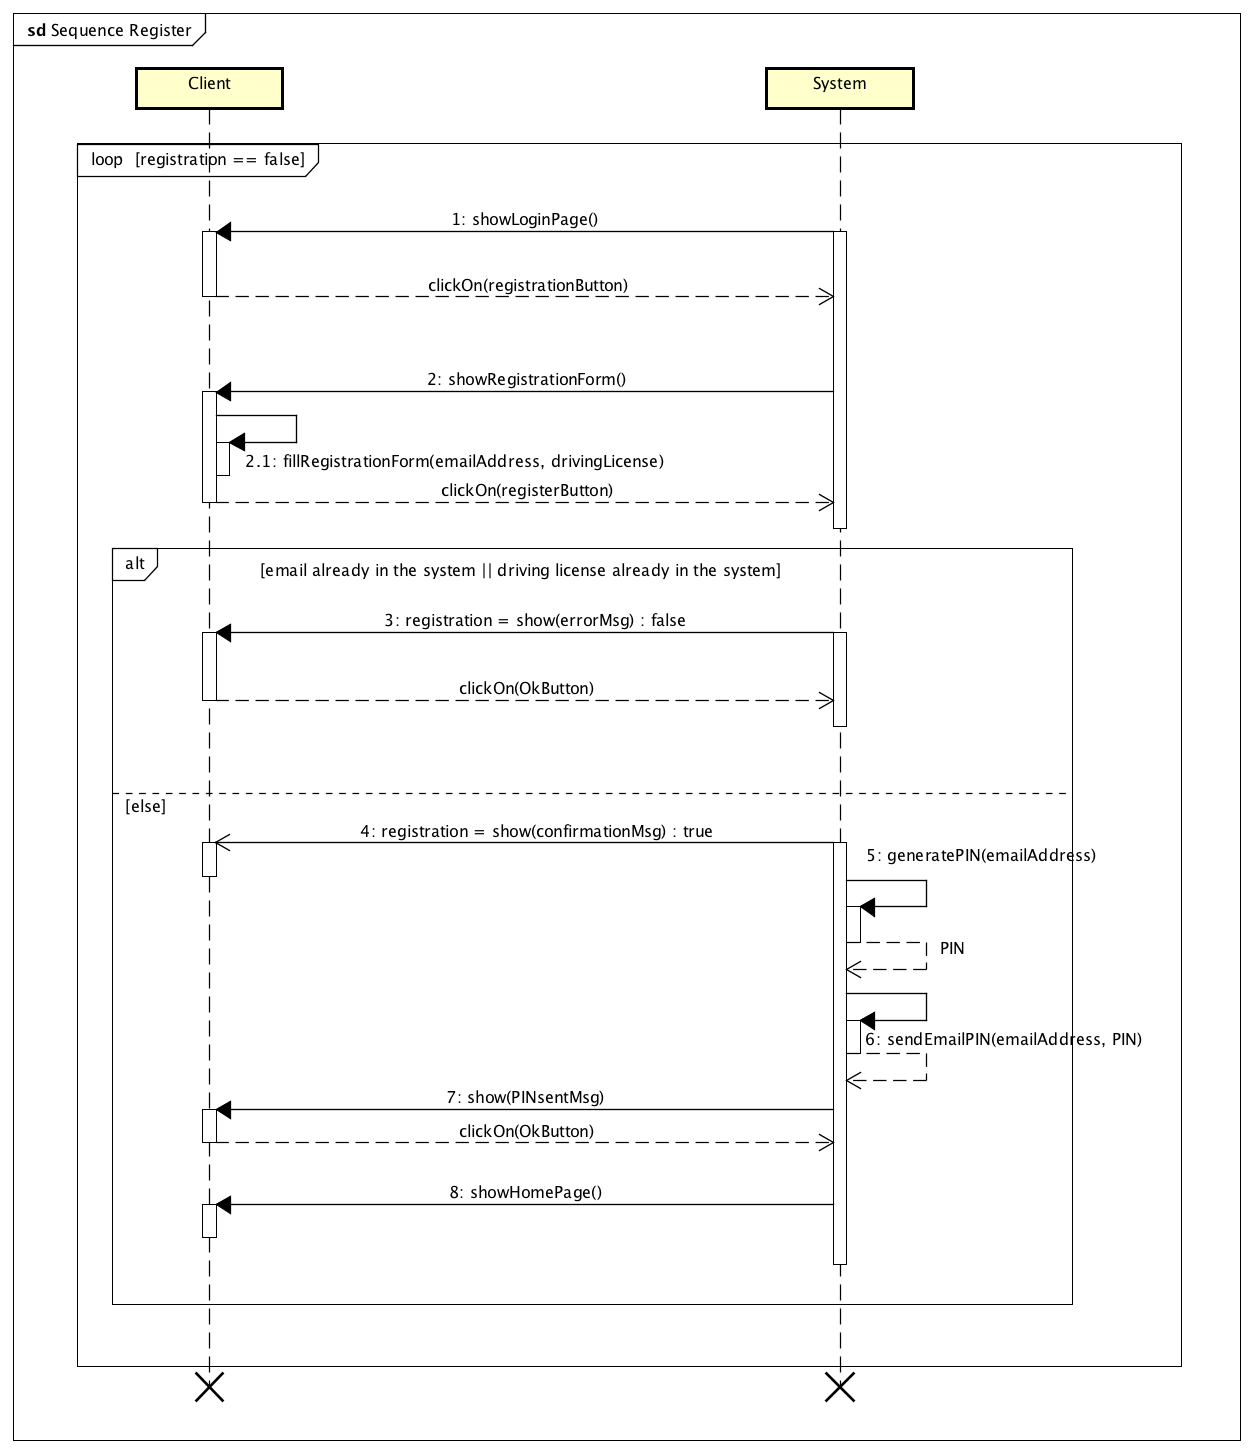 sd Sequence Register
Client
System
loop [registration == false]
1: showLoginPage()
clickOn(registrationButton)
2: showRegistrationForm()
2.1: fillRegistrationForm(emailAddress, drivingLicense)
clickOn(registerButton)
alt
[email already in the system || driving license already in the system]
3: registration = show(errorMsg) : false
clickOn(OkButton)
[else]
4: registration = show(confirmationMsg) : true
5: generatePIN(emailAddress)
PIN
6: sendEmailPIN(emailAddress, PIN)
7: show(PINsentMsg)
clickOn(OkButton)
8: showHomePage()